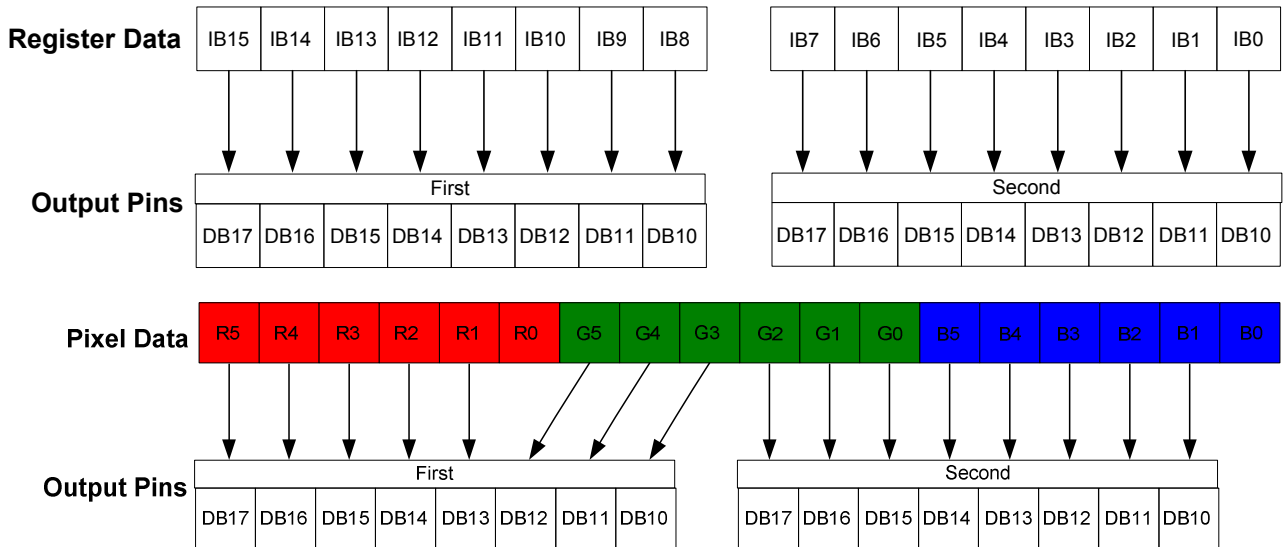 Register Data IB15 IB14 IB13 IB12 IB11 IB10 IB9 IB8 IB7 IB6 IB5 IB4 IB3 IB2 IB1 IB0
First Second
Output Pins
DB17 DB16 DB15 DB14 DB13 DB12 DB11 DB10 DB17 DB16 DB15 DB14 DB13 DB12 DB11 DB10
Pixel Data R5 R4 R3 R2 R1 R0 G5 G4 G3 G2 G1 G0 B5 B4 B3 B2 B1 B0
First Second
Output Pins
DB17 DB16 DB15 DB14 DB13 DB12 DB11 DB10 DB17 DB16 DB15 DB14 DB13 DB12 DB11 DB10